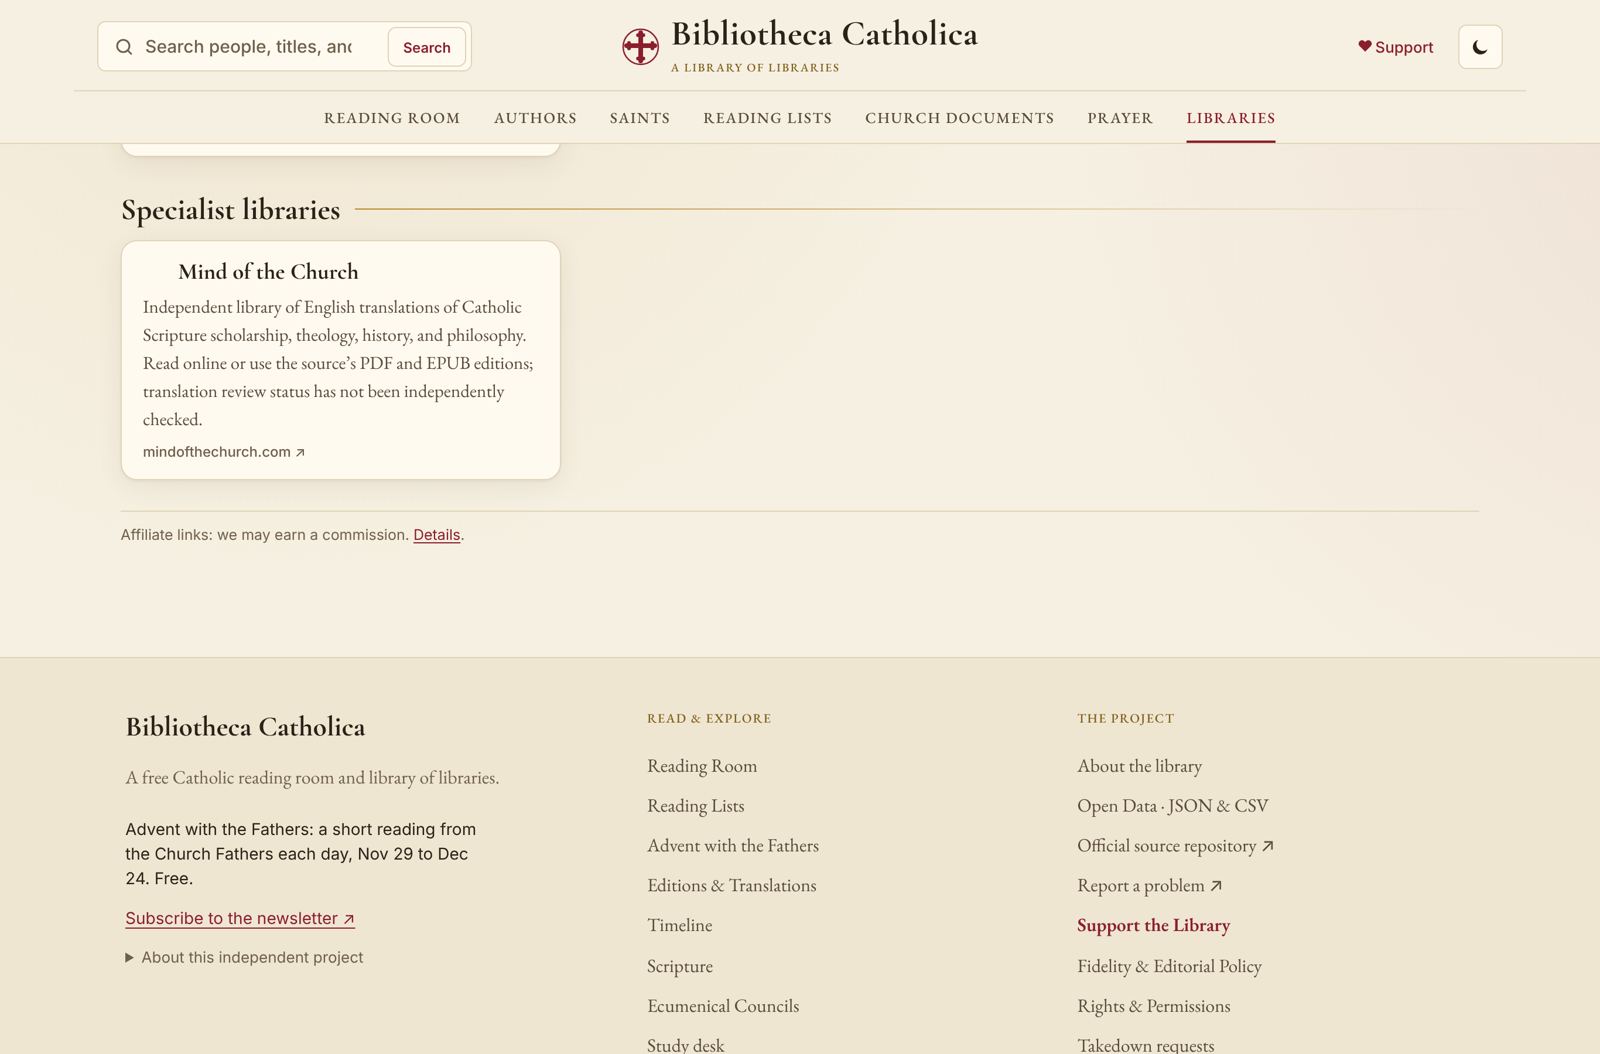 Search people, titles, and
Search
Bibliotheca Catholica
A LIBRARY OF LIBRARIES
Support
READING ROOM
AUTHORS
SAINTS
READING LISTS
CHURCH DOCUMENTS
PRAYER
LIBRARIES
Specialist libraries
Mind of the Church
Independent library of English translations of Catholic
Scripture scholarship, theology, history, and philosophy.
Read online or use the source’s PDF and EPUB editions;
translation review status has not been independently
checked.
mindofthechurch.com ↗
Affiliate links: we may earn a commission. Details.
Bibliotheca Catholica
A free Catholic reading room and library of libraries.
Advent with the Fathers: a short reading from
the Church Fathers each day, Nov 29 to Dec
24. Free.
Subscribe to the newsletter ↗
About this independent project
READ & EXPLORE
Reading Room
Reading Lists
Advent with the Fathers
Editions & Translations
Timeline
Scripture
Ecumenical Councils
Study desk
THE PROJECT
About the library
Open Data · JSON & CSV
Official source repository ↗
Report a problem ↗
Support the Library
Fidelity & Editorial Policy
Rights & Permissions
Takedown requests